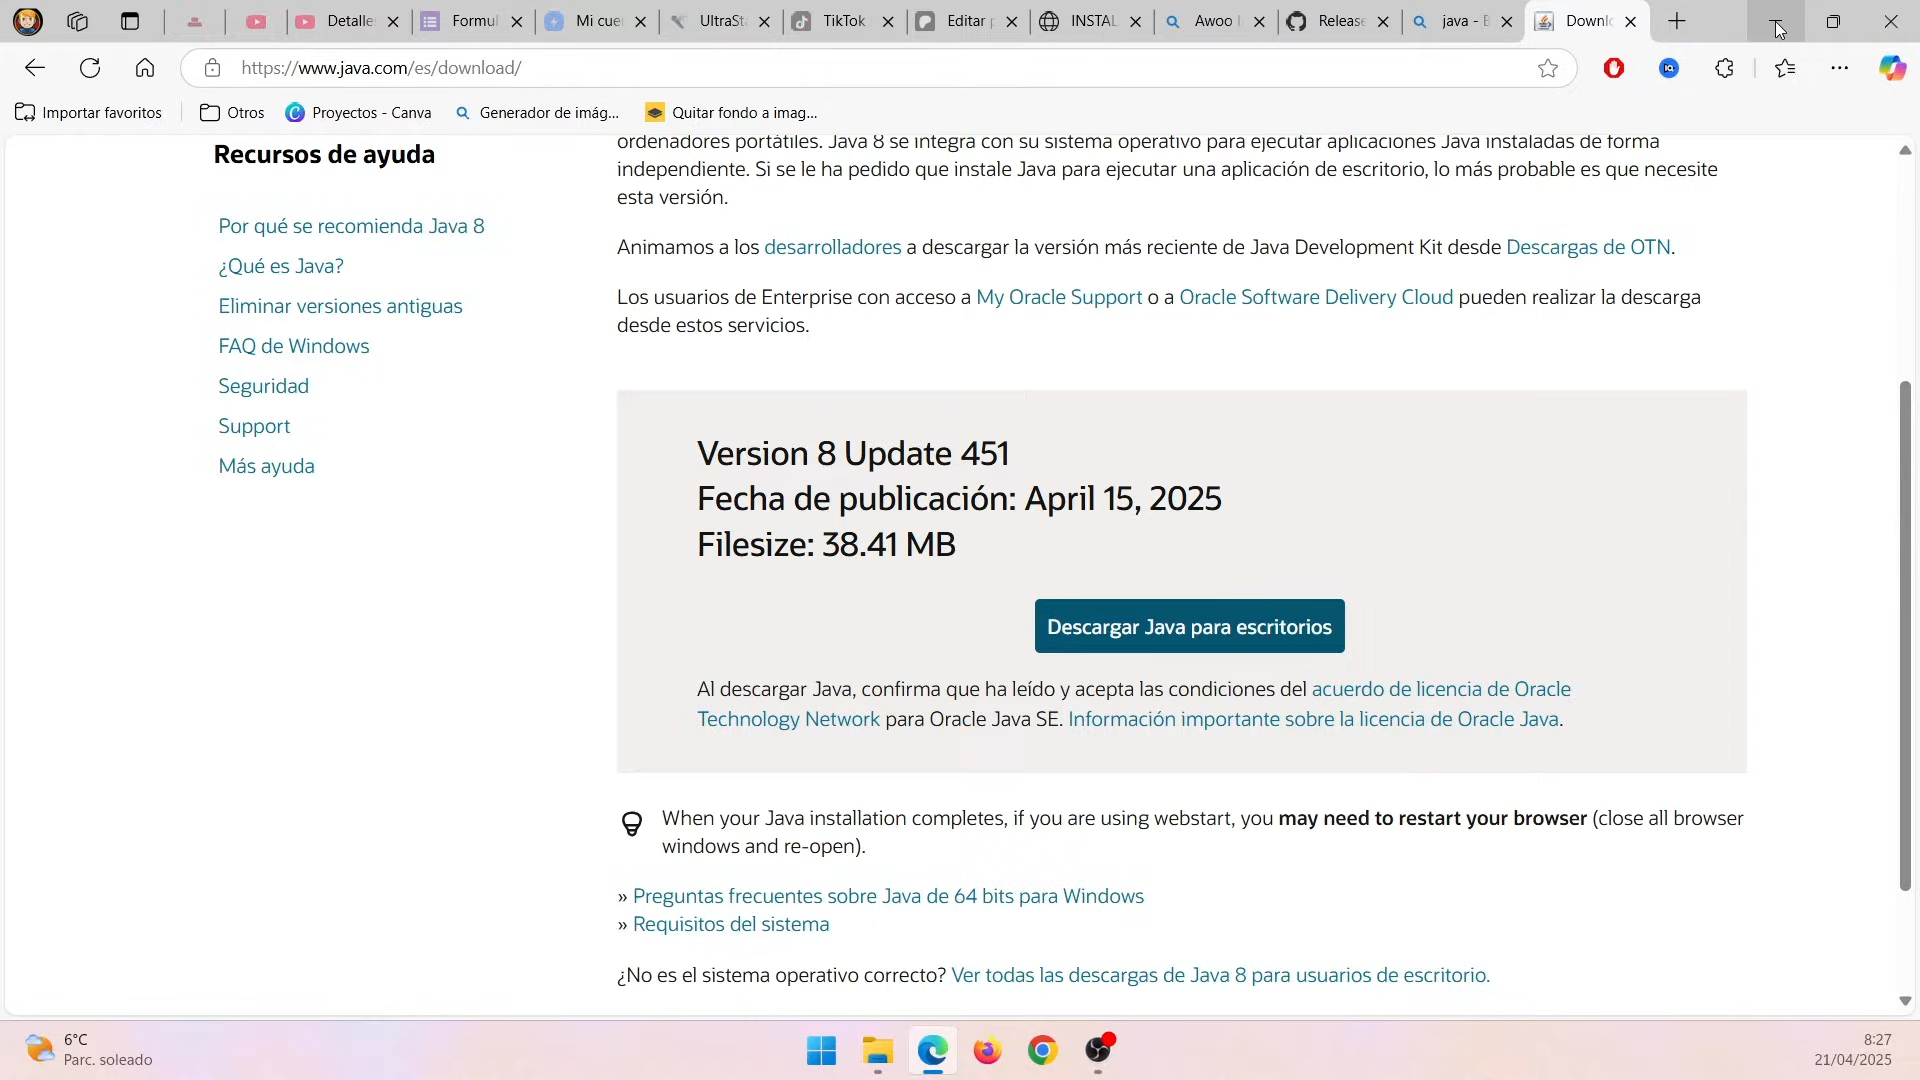 Detalle
Formul
Mi cue
UltraSt
TikTok
Editar p
INSTAL
Awoo
Release
java - B
Downlo
https://www.java.com/es/download/
Importar favoritos
Otros
Proyectos - Canva
Generador de imág...
Quitar fondo a imag...
Recursos de ayuda
Por qué se recomienda Java 8
¿Qué es Java?
Eliminar versiones antiguas
FAQ de Windows
Seguridad
Support
Más ayuda
ordenadores portátiles. Java 8 se integra con su sistema operativo para ejecutar aplicaciones Java instaladas de forma
independiente. Si se le ha pedido que instale Java para ejecutar una aplicación de escritorio, lo más probable es que necesite
esta versión.
Animamos a los desarrolladores a descargar la versión más reciente de Java Development Kit desde Descargas de OTN.
Los usuarios de Enterprise con acceso a My Oracle Support o a Oracle Software Delivery Cloud pueden realizar la descarga
desde estos servicios.
Version 8 Update 451
Fecha de publicación: April 15, 2025
Filesize: 38.41 MB
Descargar Java para escritorios
Al descargar Java, confirma que ha leído y acepta las condiciones del acuerdo de licencia de Oracle
Technology Network para Oracle Java SE. Información importante sobre la licencia de Oracle Java.
When your Java installation completes, if you are using webstart, you may need to restart your browser (close all browser
windows and re-open).
» Preguntas frecuentes sobre Java de 64 bits para Windows
» Requisitos del sistema
¿No es el sistema operativo correcto? Ver todas las descargas de Java 8 para usuarios de escritorio.
6°C
Parc. soleado
8:27
21/04/2025